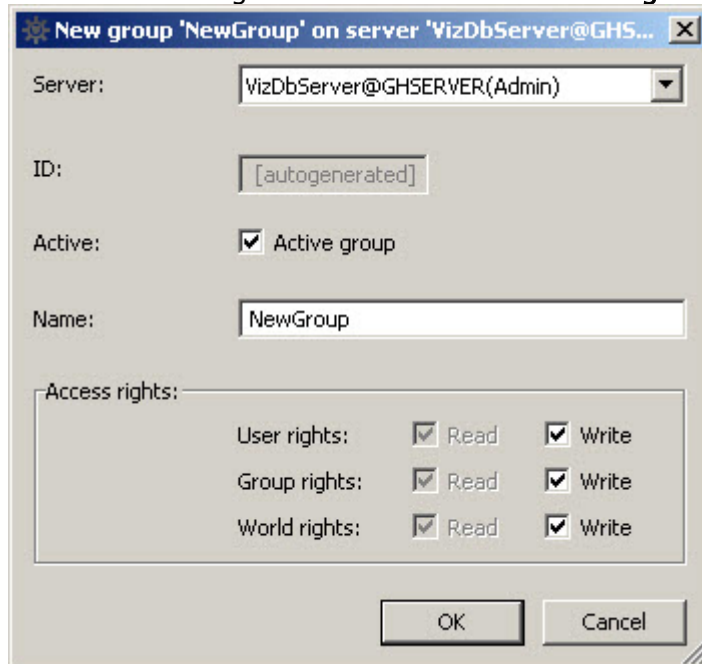 New group 'NewGroup' on server 'VizDbServer@GHS...
Server: VizDbServer@GHSERVER(Admin)
ID: [autogenerated]
Active: Active group
Name: NewGroup
Access rights:
User rights: Read Write
Group rights: Read Write
World rights: Read Write
OK Cancel